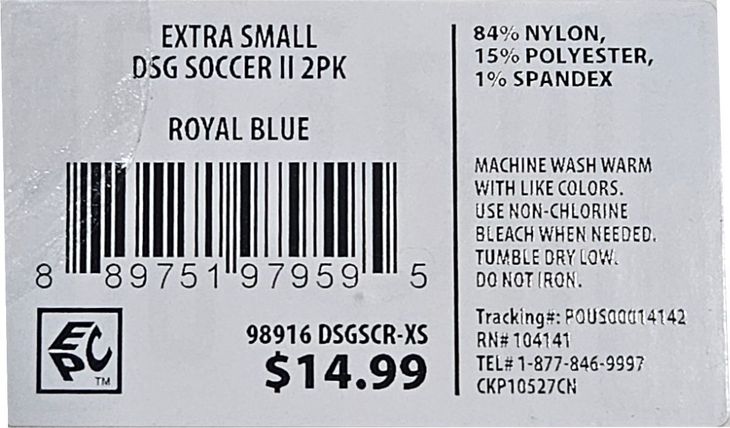 EXTRA SMALL
DSG SOCCER II 2PK
ROYAL BLUE
8 89751 97959 5
EPC
TM
98916 DSGSCR-XS
$14.99
84% NYLON,
15% POLYESTER,
1% SPANDEX
MACHINE WASH WARM
WITH LIKE COLORS.
USE NON-CHLORINE
BLEACH WHEN NEEDED.
TUMBLE DRY LOW.
DO NOT IRON.
Tracking#: POUS00014142
RN# 104141
TEL# 1-877-846-9997
CKP10527CN